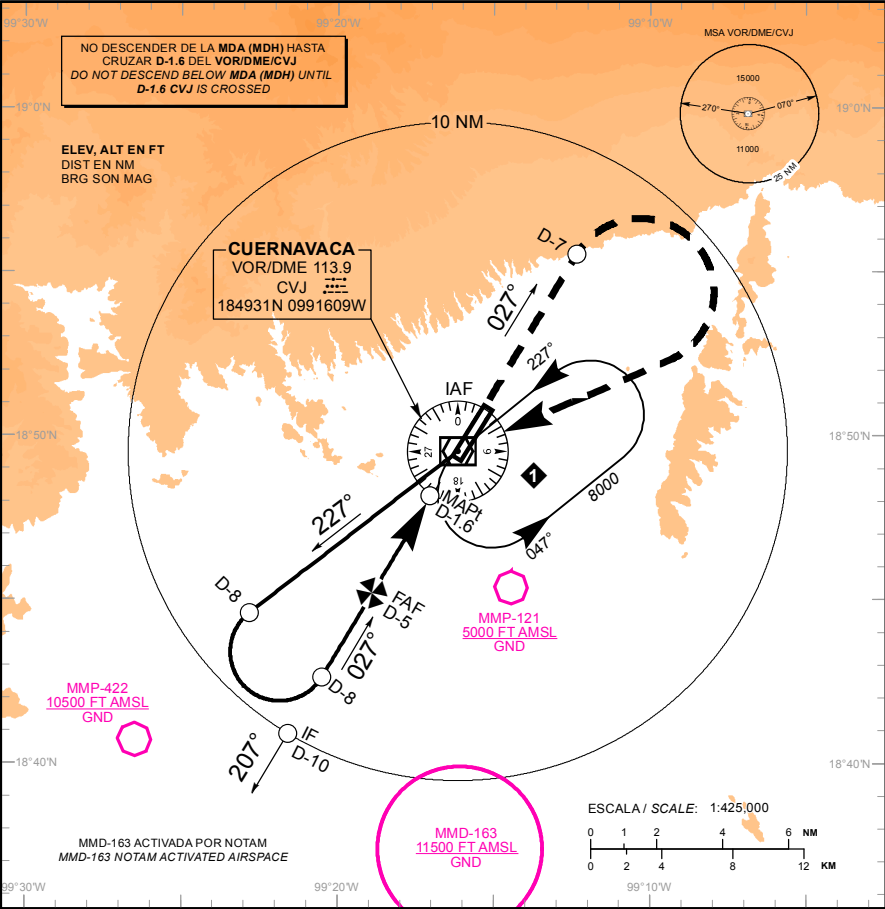 99°30'W
99°20'W
99°10'W
NO DESCENDER DE LA MDA (MDH) HASTA
CRUZAR D-1.6 DEL VOR/DME/CVJ
DO NOT DESCEND BELOW MDA (MDH) UNTIL
D-1.6 CVJ IS CROSSED
MSA VOR/DME/CVJ
15000
270°
070°
11000
25 NM
19°0'N
19°0'N
10 NM
ELEV, ALT EN FT
DIST EN NM
BRG SON MAG
CUERNAVACA
VOR/DME 113.9
CVJ
184931N 0991609W
D-7
027°
227°
IAF
0
9
18
27
18°50'N
18°50'N
1
8000
047°
MAPt
D-1.6
227°
D-8
FAF
D-5
027°
D-8
MMP-121
5000 FT AMSL
GND
MMP-422
10500 FT AMSL
GND
IF
D-10
207°
18°40'N
18°40'N
MMD-163
11500 FT AMSL
GND
ESCALA / SCALE: 1:425,000
0 1 2 4 6 NM
0 2 4 8 12 KM
MMD-163 ACTIVADA POR NOTAM
MMD-163 NOTAM ACTIVATED AIRSPACE
99°30'W
99°20'W
99°10'W